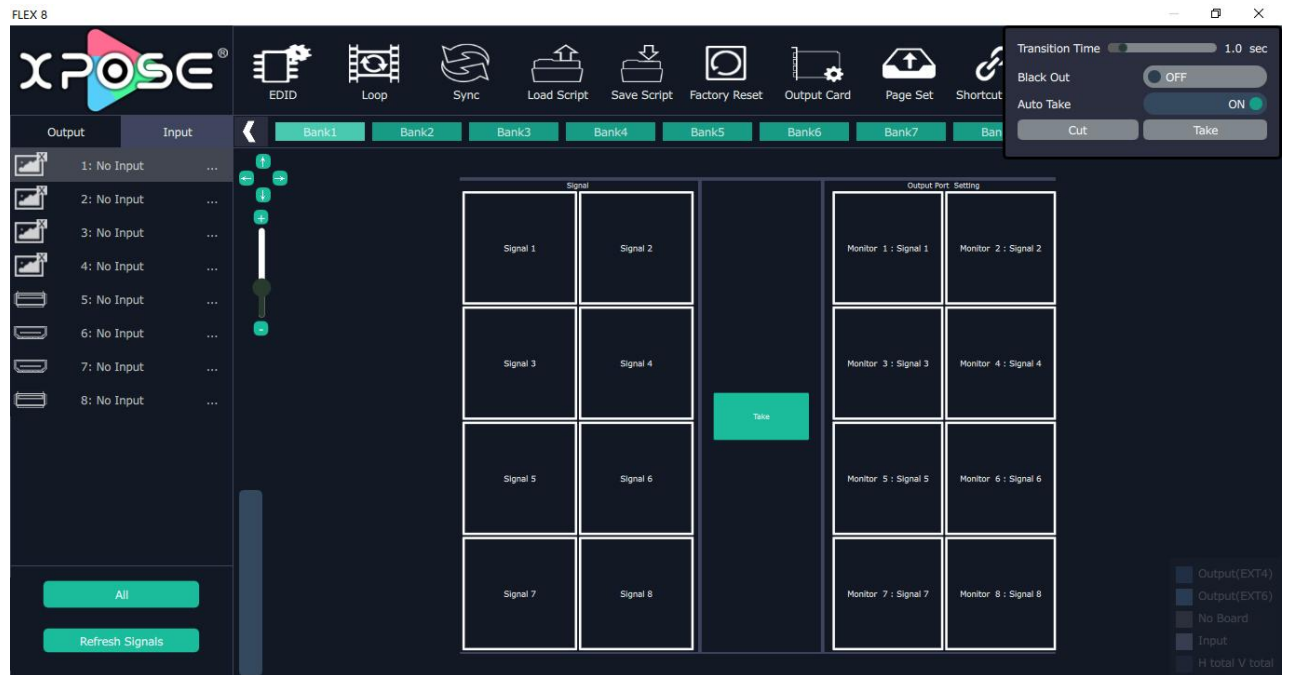 FLEX 8
XPOSE®
EDID
Loop
Sync
Load Script
Save Script
Factory Reset
Output Card
Page Set
Shortcut
Transition Time 1.0 sec
Black Out OFF
Auto Take ON
Cut Take
Output Input
Bank1 Bank2 Bank3 Bank4 Bank5 Bank6 Bank7 Ban
1: No Input ...
2: No Input ...
3: No Input ...
4: No Input ...
5: No Input ...
6: No Input ...
7: No Input ...
8: No Input ...
All
Refresh Signals
Signal
Signal 1 Signal 2
Signal 3 Signal 4
Signal 5 Signal 6
Signal 7 Signal 8
Take
Output Port Setting
Monitor 1 : Signal 1 Monitor 2 : Signal 2
Monitor 3 : Signal 3 Monitor 4 : Signal 4
Monitor 5 : Signal 5 Monitor 6 : Signal 6
Monitor 7 : Signal 7 Monitor 8 : Signal 8
Output(EXT4)
Output(EXT6)
No Board
Input
H total V total